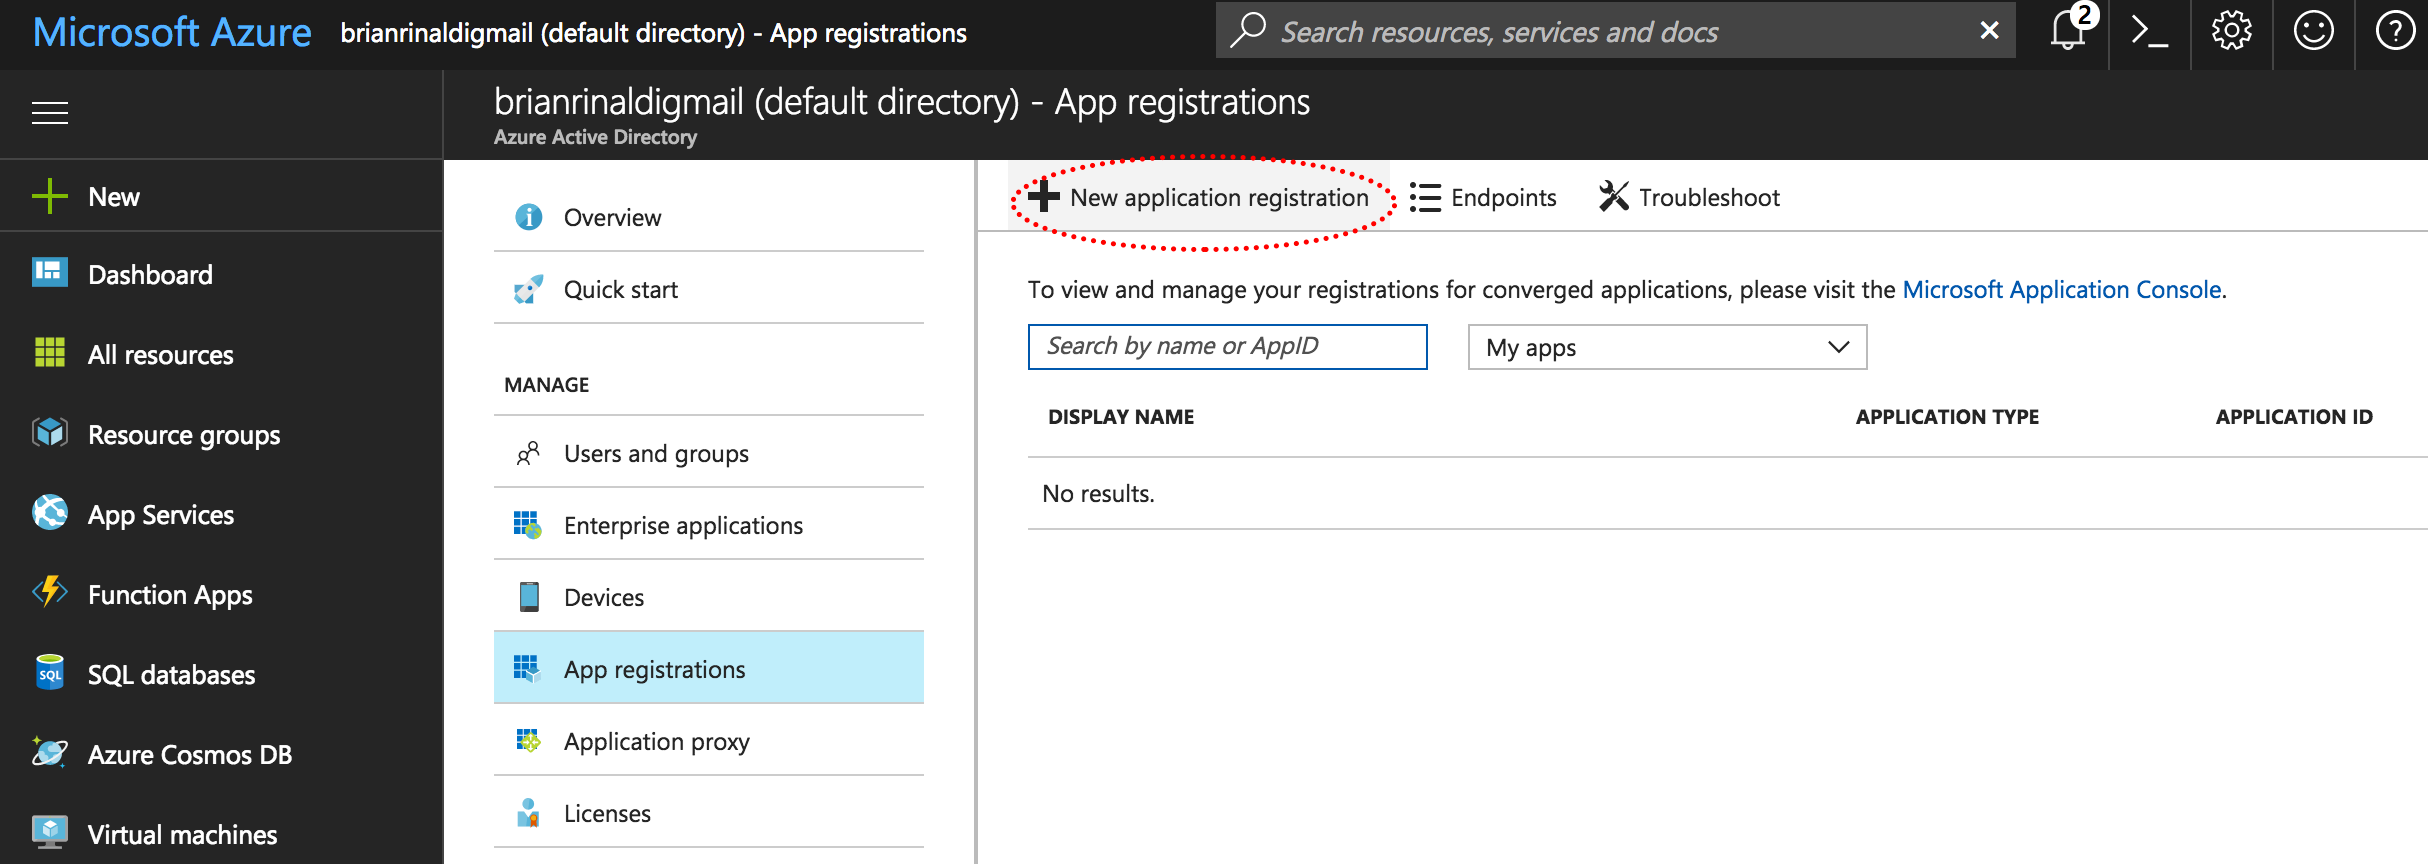 Microsoft Azure brianrinaldigmail (default directory) - App registrations
Search resources, services and docs
2
brianrinaldigmail (default directory) - App registrations
Azure Active Directory
New
Dashboard
All resources
Resource groups
App Services
Function Apps
SQL databases
SQL
Azure Cosmos DB
Virtual machines
Overview
Quick start
MANAGE
Users and groups
Enterprise applications
Devices
App registrations
Application proxy
Licenses
New application registration Endpoints Troubleshoot
To view and manage your registrations for converged applications, please visit the Microsoft Application Console.
Search by name or AppID
My apps
DISPLAY NAME APPLICATION TYPE APPLICATION ID
No results.